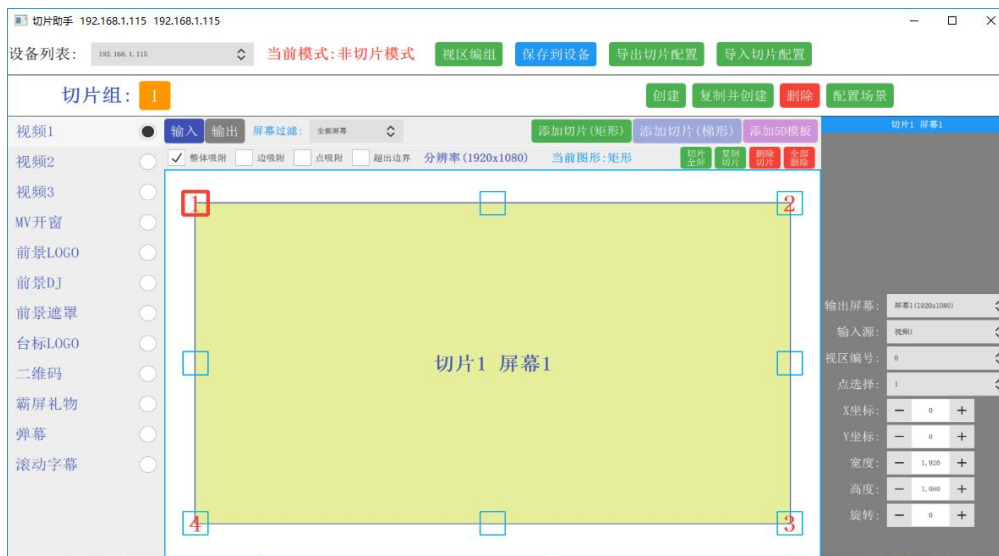 切片助手 192.168.1.115 192.168.1.115
设备列表: 192.168.1.115 当前模式:非切片模式 视区编组 保存到设备 导出切片配置 导入切片配置
切片组: 1 创建 复制并创建 删除 配置场景
视频1 输入 输出 屏幕过滤: 全部屏幕 添加切片(矩形) 添加切片(梯形) 添加5D模板 切片1 屏幕1
视频2 整体吸附 边吸附 点吸附 超出边界 分辨率(1920x1080) 当前图形:矩形 切片全屏 复制切片 删除切片 全部删除
视频3
1 2
MV开窗
前景LOGO
前景DJ
前景遮罩
台标LOGO
二维码
霸屏礼物
弹幕
滚动字幕
切片1 屏幕1
4 3
输出屏幕: 屏幕1(1920x1080)
输入源: 视频1
视区编号: 0
点选择: 1
X坐标: − 0 +
Y坐标: − 0 +
宽度: − 1,920 +
高度: − 1,080 +
旋转: − 0 +